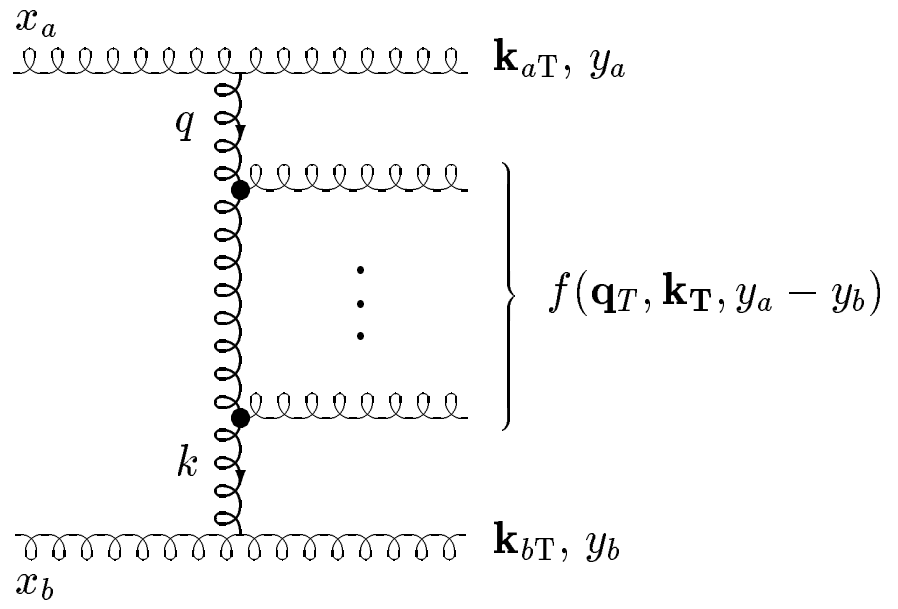 x_a
k_{aT}, y_a
q
f(q_T, k_T, y_a − y_b)
k
k_{bT}, y_b
x_b